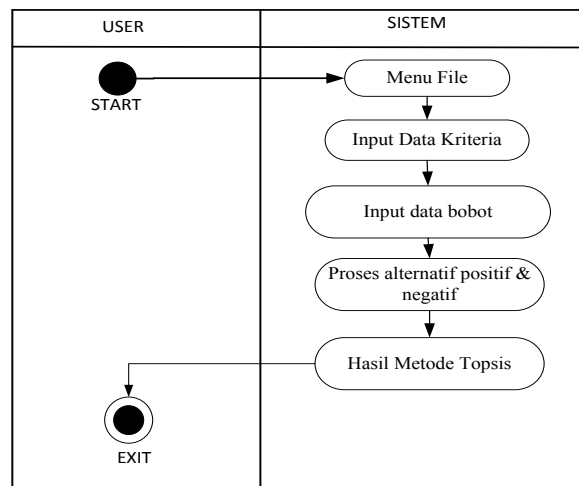 USER
SISTEM
START
Menu File
Input Data Kriteria
Input data bobot
Proses alternatif positif &
negatif
Hasil Metode Topsis
EXIT